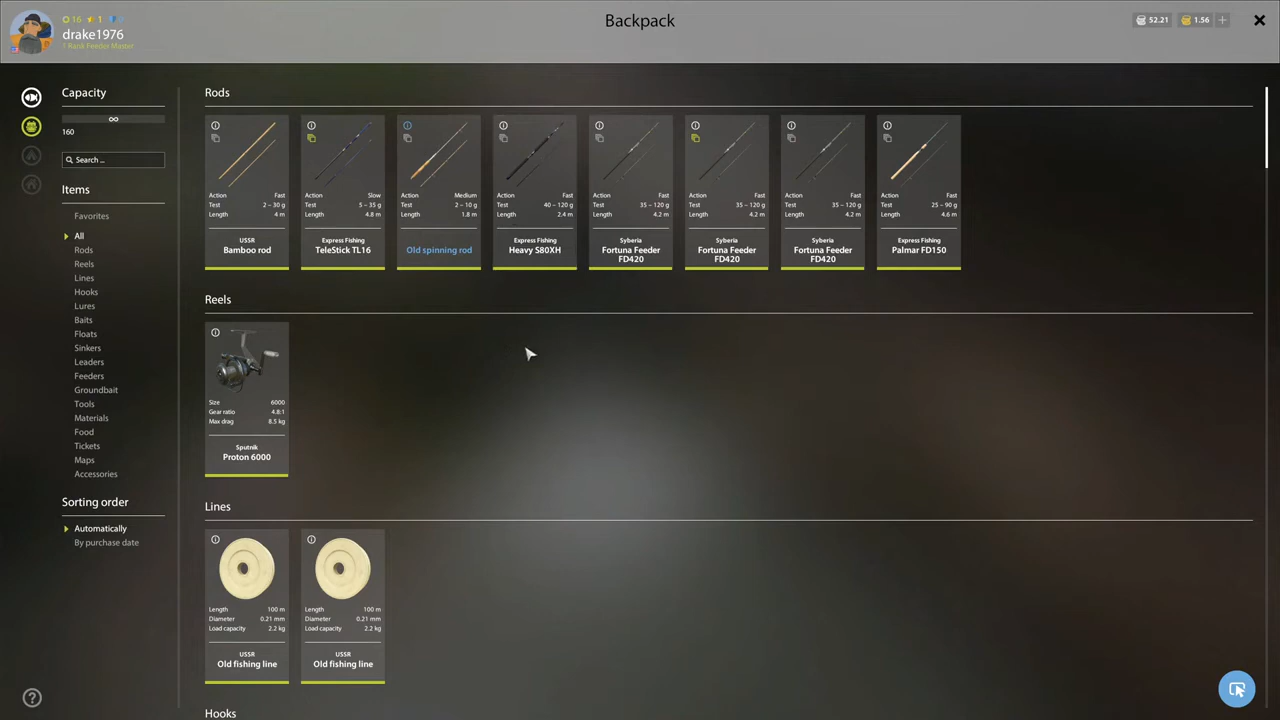 Backpack
16 1
drake1976
1 Rank Feeder Master
52.21
1.56
Capacity
∞
160
Search ...
Items
Favorites
All
Rods
Reels
Lines
Hooks
Lures
Baits
Floats
Sinkers
Leaders
Feeders
Groundbait
Tools
Materials
Food
Tickets
Maps
Accessories
Sorting order
Automatically
By purchase date
Rods
Action Fast
Test 2 – 30 g
Length 4 m
USSR
Bamboo rod
Action Slow
Test 5 – 35 g
Length 4.8 m
Express Fishing
TeleStick TL16
Action Medium
Test 2 – 10 g
Length 1.8 m
Old spinning rod
Action Fast
Test 40 – 120 g
Length 2.4 m
Express Fishing
Heavy S80XH
Action Fast
Test 35 – 120 g
Length 4.2 m
Syberia
Fortuna Feeder
FD420
Action Fast
Test 35 – 120 g
Length 4.2 m
Syberia
Fortuna Feeder
FD420
Action Fast
Test 35 – 120 g
Length 4.2 m
Syberia
Fortuna Feeder
FD420
Action Fast
Test 25 – 90 g
Length 4.6 m
Express Fishing
Palmar FD150
Reels
Size 6000
Gear ratio 4.8:1
Max drag 8.5 kg
Sputnik
Proton 6000
Lines
Length 100 m
Diameter 0.21 mm
Load capacity 2.2 kg
USSR
Old fishing line
Length 100 m
Diameter 0.21 mm
Load capacity 2.2 kg
USSR
Old fishing line
Hooks